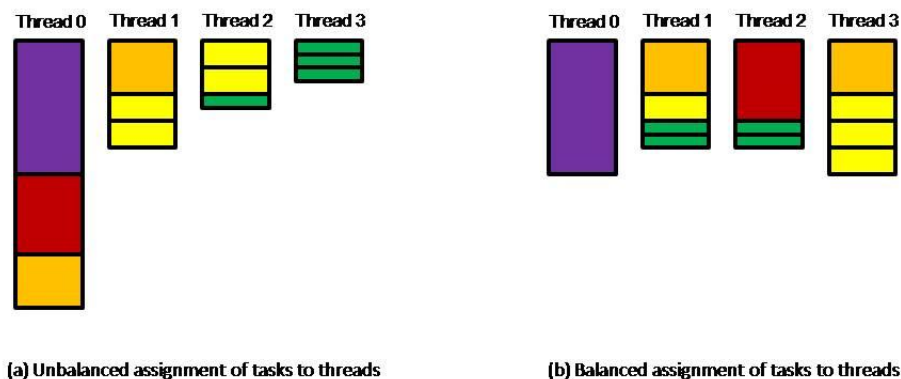 Thread 0 Thread 1 Thread 2 Thread 3
Thread 0 Thread 1 Thread 2 Thread 3
(a) Unbalanced assignment of tasks to threads
(b) Balanced assignment of tasks to threads